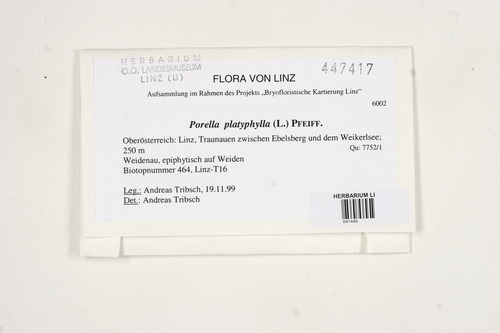 HERBARIUM
O.O. LANDESMUSEUM
LINZ (LI)
447417
FLORA VON LINZ
Aufsammlung im Rahmen des Projekts „Bryofloristische Kartierung Linz“
6002
Porella platyphylla (L.) PFEIFF.
Oberösterreich: Linz, Traunauen zwischen Ebelsberg und dem Weikerlsee;
250 m
Qu: 7752/1
Weidenau, epiphytisch auf Weiden
Biotopnummer 464, Linz-T16
Leg.: Andreas Tribsch, 19.11.99
Det.: Andreas Tribsch
HERBARIUM LI